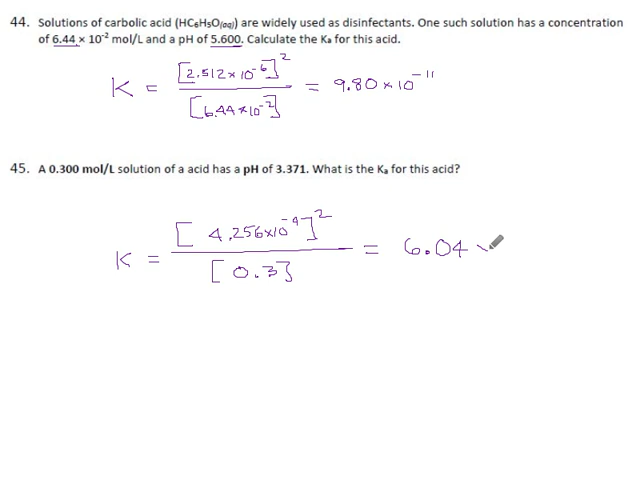 44. Solutions of carbolic acid (HC₆H₅O₍aq₎) are widely used as disinfectants. One such solution has a concentration
of 6.44 × 10⁻² mol/L and a pH of 5.600. Calculate the Kₐ for this acid.
K = [2.512×10⁻⁶]² / [6.44×10⁻²] = 9.80×10⁻¹¹
45. A 0.300 mol/L solution of a acid has a pH of 3.371. What is the Kₐ for this acid?
K = [4.256×10⁻⁴]² / [0.3] = 6.04 ×